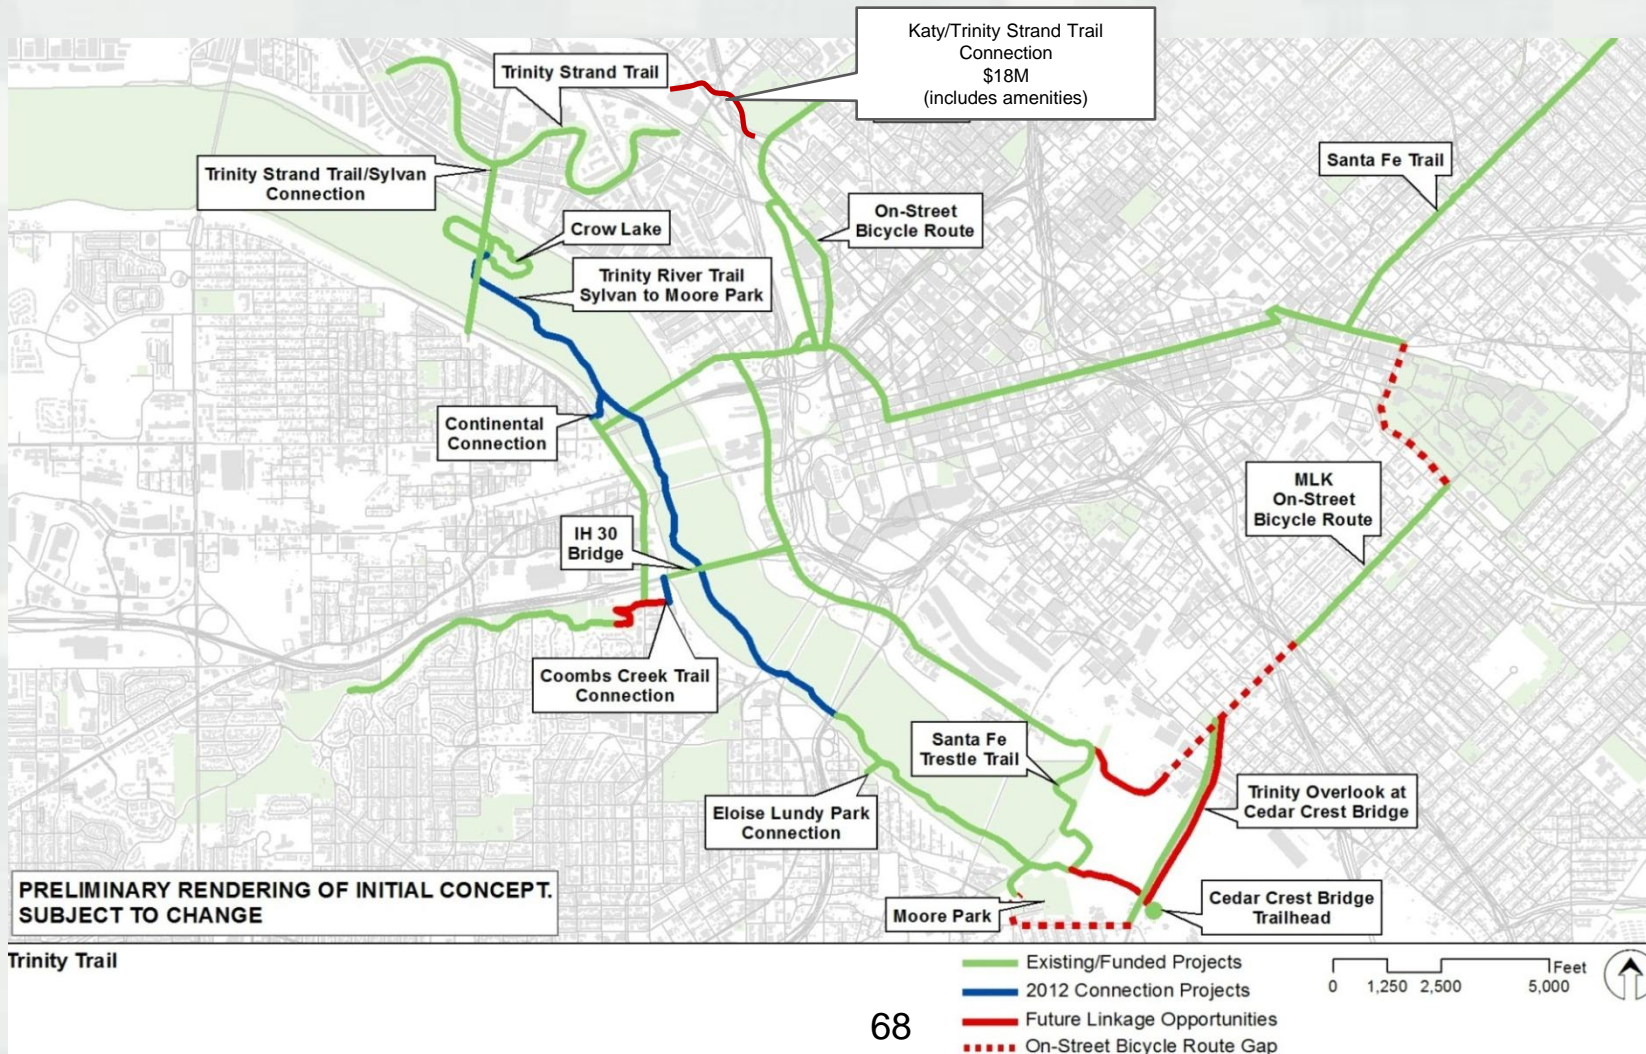 Katy/Trinity Strand Trail
Connection
$18M
(includes amenities)
Trinity Strand Trail
Santa Fe Trail
Trinity Strand Trail/Sylvan
Connection
On-Street
Bicycle Route
Crow Lake
Trinity River Trail
Sylvan to Moore Park
Continental
Connection
MLK
On-Street
Bicycle Route
IH 30
Bridge
Coombs Creek Trail
Connection
Santa Fe
Trestle Trail
Trinity Overlook at
Cedar Crest Bridge
Eloise Lundy Park
Connection
PRELIMINARY RENDERING OF INITIAL CONCEPT.
SUBJECT TO CHANGE
Moore Park
Cedar Crest Bridge
Trailhead
Trinity Trail
Existing/Funded Projects
2012 Connection Projects
Future Linkage Opportunities
On-Street Bicycle Route Gap
Feet
0 1,250 2,500 5,000
68